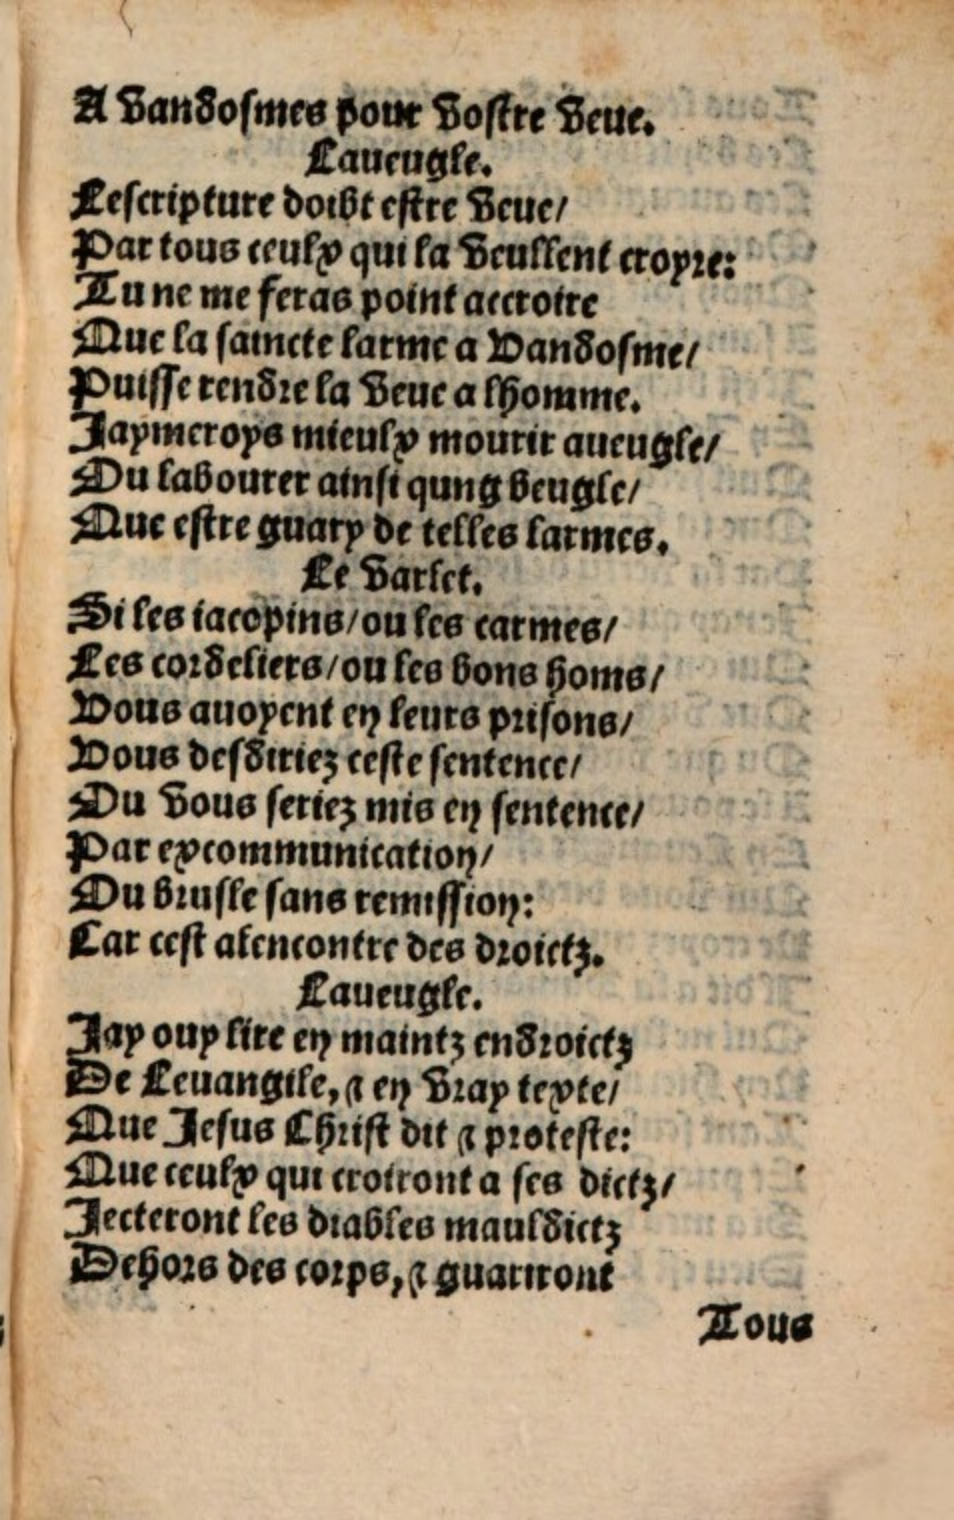 A vandosmes pour vostre veue.
Laueugle.
Lescripture doibt estre veue/
Par tous ceulx qui la veullent croyre:
Tu ne me feras point accroire
Que la saincte larme a Vandosme/
Puisse rendre la veue a lhomme.
Jaymeroys mieulx mourir aueugle/
Ou labourer ainsi qung beugle/
Que estre guary de telles larmes.
Le varlet.
Si les iacopins/ou les carmes/
Les cordeliers/ou les bons homs/
Vous auoyent en leurs prisons/
Vous desdiriez ceste sentence/
Ou vous seriez mis en sentence/
Par excommunication/
Ou brusle sans remission:
Car cest alencontre des droictz.
Laueugle.
Jay ouy lire en maintz endroictz
De Leuangile, ⁊ en vray texte/
Que Jesus Christ dit ⁊ proteste:
Que ceulx qui croiront a ses dictz/
Jecteront les diables mauldictz
Dehors des corps, ⁊ guariront
Tous